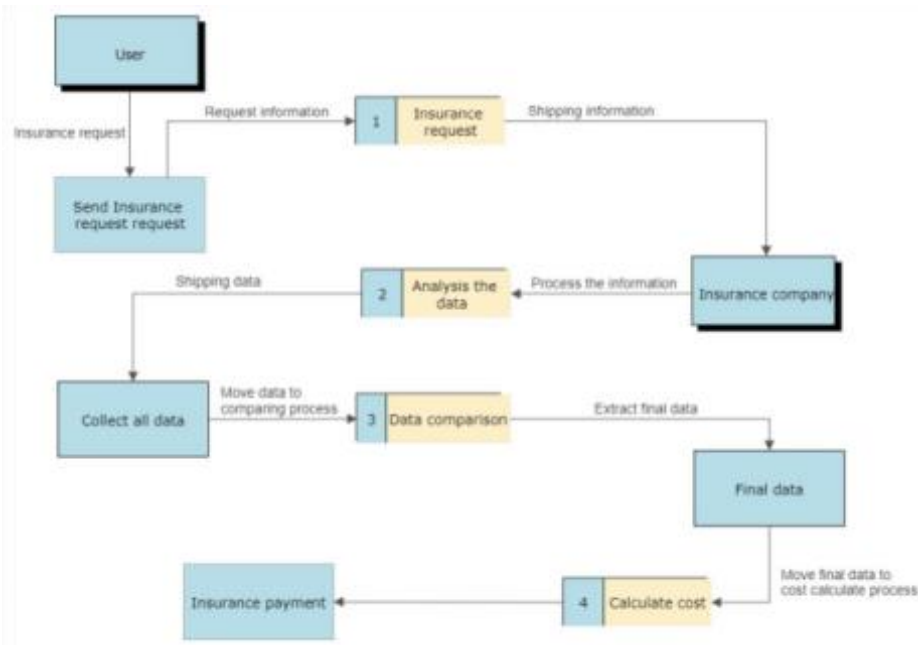 User
Insurance request
Request information
1
Insurance
request
Shipping information
Send Insurance
request request
Shipping data
2
Analysis the
data
Process the information
Insurance company
Collect all data
Move data to
comparing process
3
Data comparison
Extract final data
Final data
Move final data to
cost calculate process
Insurance payment
4
Calculate cost